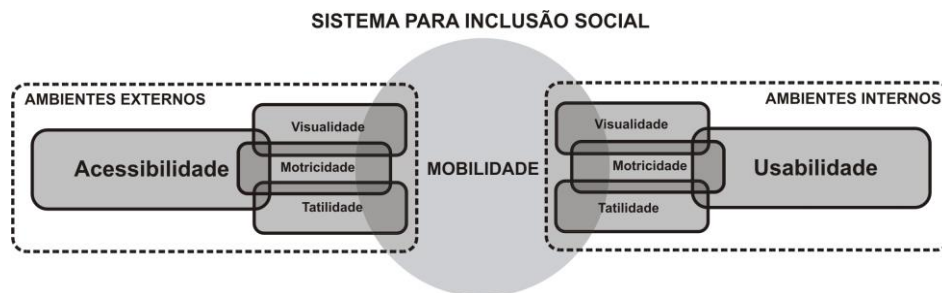 SISTEMA PARA INCLUSÃO SOCIAL
AMBIENTES EXTERNOS
Acessibilidade
Visualidade
Motricidade
Tatilidade
MOBILIDADE
AMBIENTES INTERNOS
Visualidade
Motricidade
Tatilidade
Usabilidade